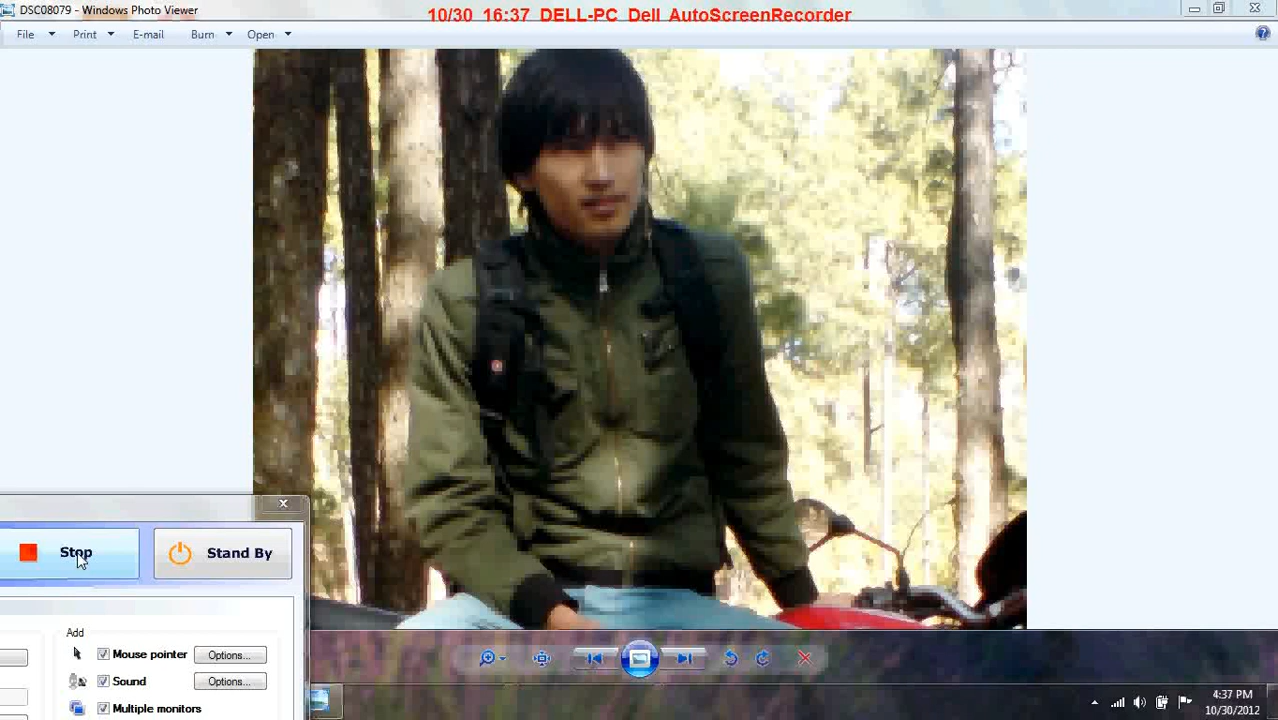 DSC08079 - Windows Photo Viewer
10/30 16:37 DELL-PC Dell AutoScreenRecorder
File Print E-mail Burn Open
Stop Stand By
Add
Mouse pointer Options...
Sound Options...
Multiple monitors
4:37 PM
10/30/2012